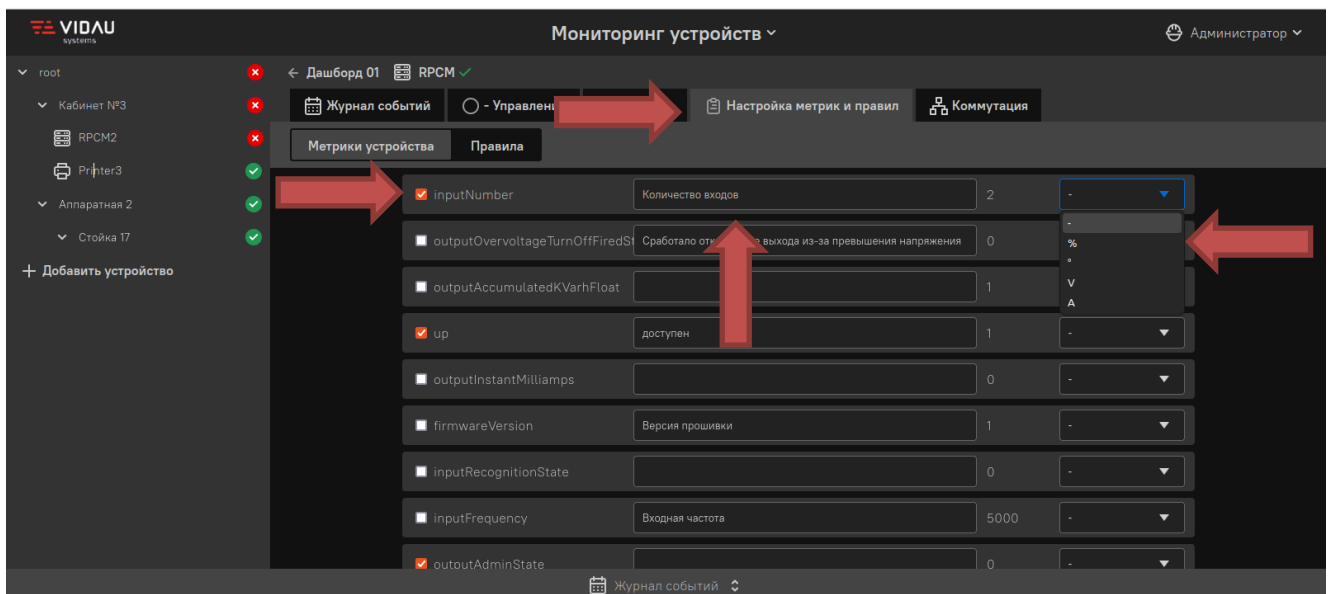 VIDAU
systems
Мониторинг устройств
Администратор
root
Кабинет №3
RPCM2
Printer3
Аппаратная 2
Стойка 17
+ Добавить устройство
← Дашборд 01 RPCM
Журнал событий - Управлени Настройка метрик и правил Коммутация
Метрики устройства Правила
inputNumber Количество входов 2 -
-
%
°
V
A
outputOvervoltageTurnOffFiredSt Сработало отк выхода из-за превышения напряжения 0
outputAccumulatedKVarhFloat 1
up доступен 1 -
outputInstantMilliamps 0 -
firmwareVersion Версия прошивки 1 -
inputRecognitionState 0 -
inputFrequency Входная частота 5000 -
outputAdminState 0 -
Журнал событий